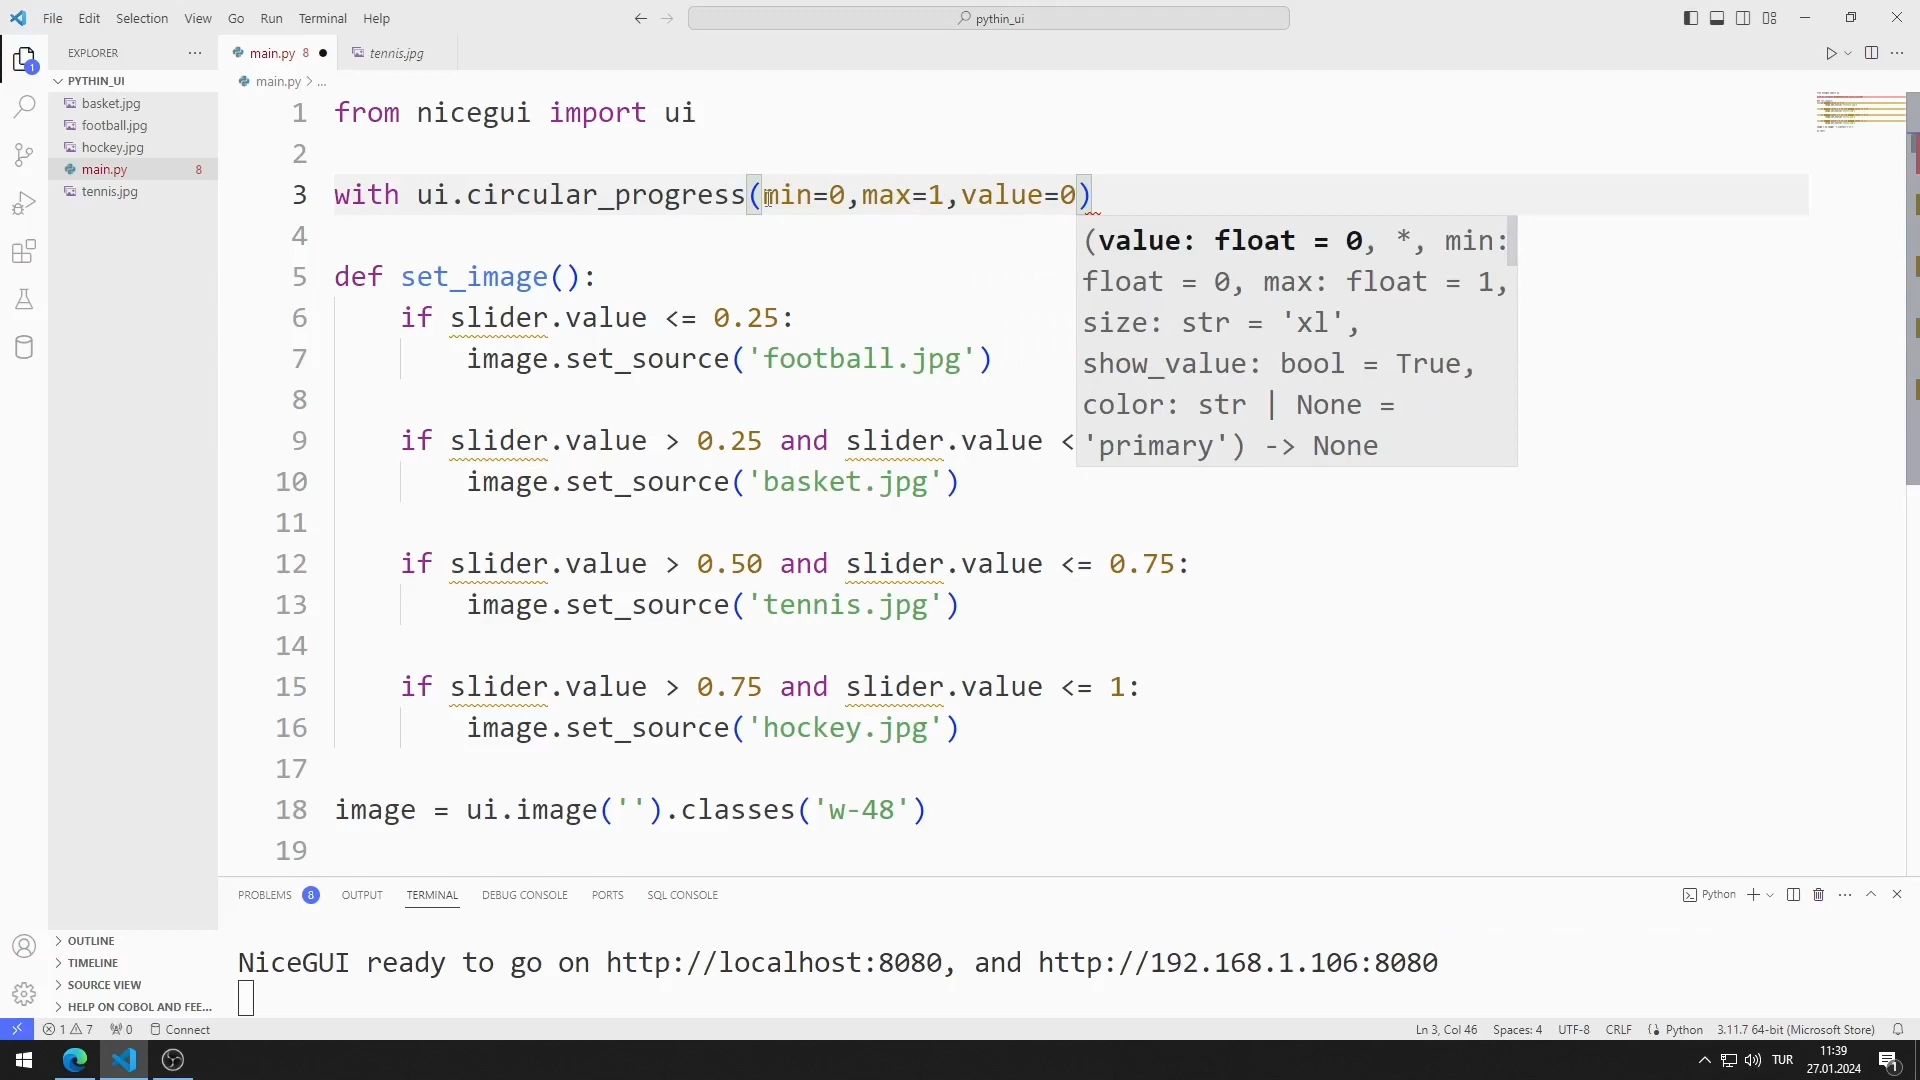 File Edit Selection View Go Run Terminal Help
pythin_ui
EXPLORER
PYTHIN_UI
basket.jpg
football.jpg
hockey.jpg
main.py 8
tennis.jpg
OUTLINE
TIMELINE
SOURCE VIEW
HELP ON COBOL AND FEE...
main.py 8
tennis.jpg
main.py > ...
1 from nicegui import ui
2
3 with ui.circular_progress(min=0,max=1,value=0)
4
5 def set_image():
6 if slider.value <= 0.25:
7 image.set_source('football.jpg')
8
9 if slider.value > 0.25 and slider.value <
10 image.set_source('basket.jpg')
11
12 if slider.value > 0.50 and slider.value <= 0.75:
13 image.set_source('tennis.jpg')
14
15 if slider.value > 0.75 and slider.value <= 1:
16 image.set_source('hockey.jpg')
17
18 image = ui.image('').classes('w-48')
19
(value: float = 0, *, min:
float = 0, max: float = 1,
size: str = 'xl',
show_value: bool = True,
color: str | None =
'primary') -> None
PROBLEMS 8 OUTPUT TERMINAL DEBUG CONSOLE PORTS SQL CONSOLE
Python
NiceGUI ready to go on http://localhost:8080, and http://192.168.1.106:8080
1 7 0 Connect
Ln 3, Col 46 Spaces: 4 UTF-8 CRLF Python 3.11.7 64-bit (Microsoft Store)
TUR
11:39
27.01.2024
1